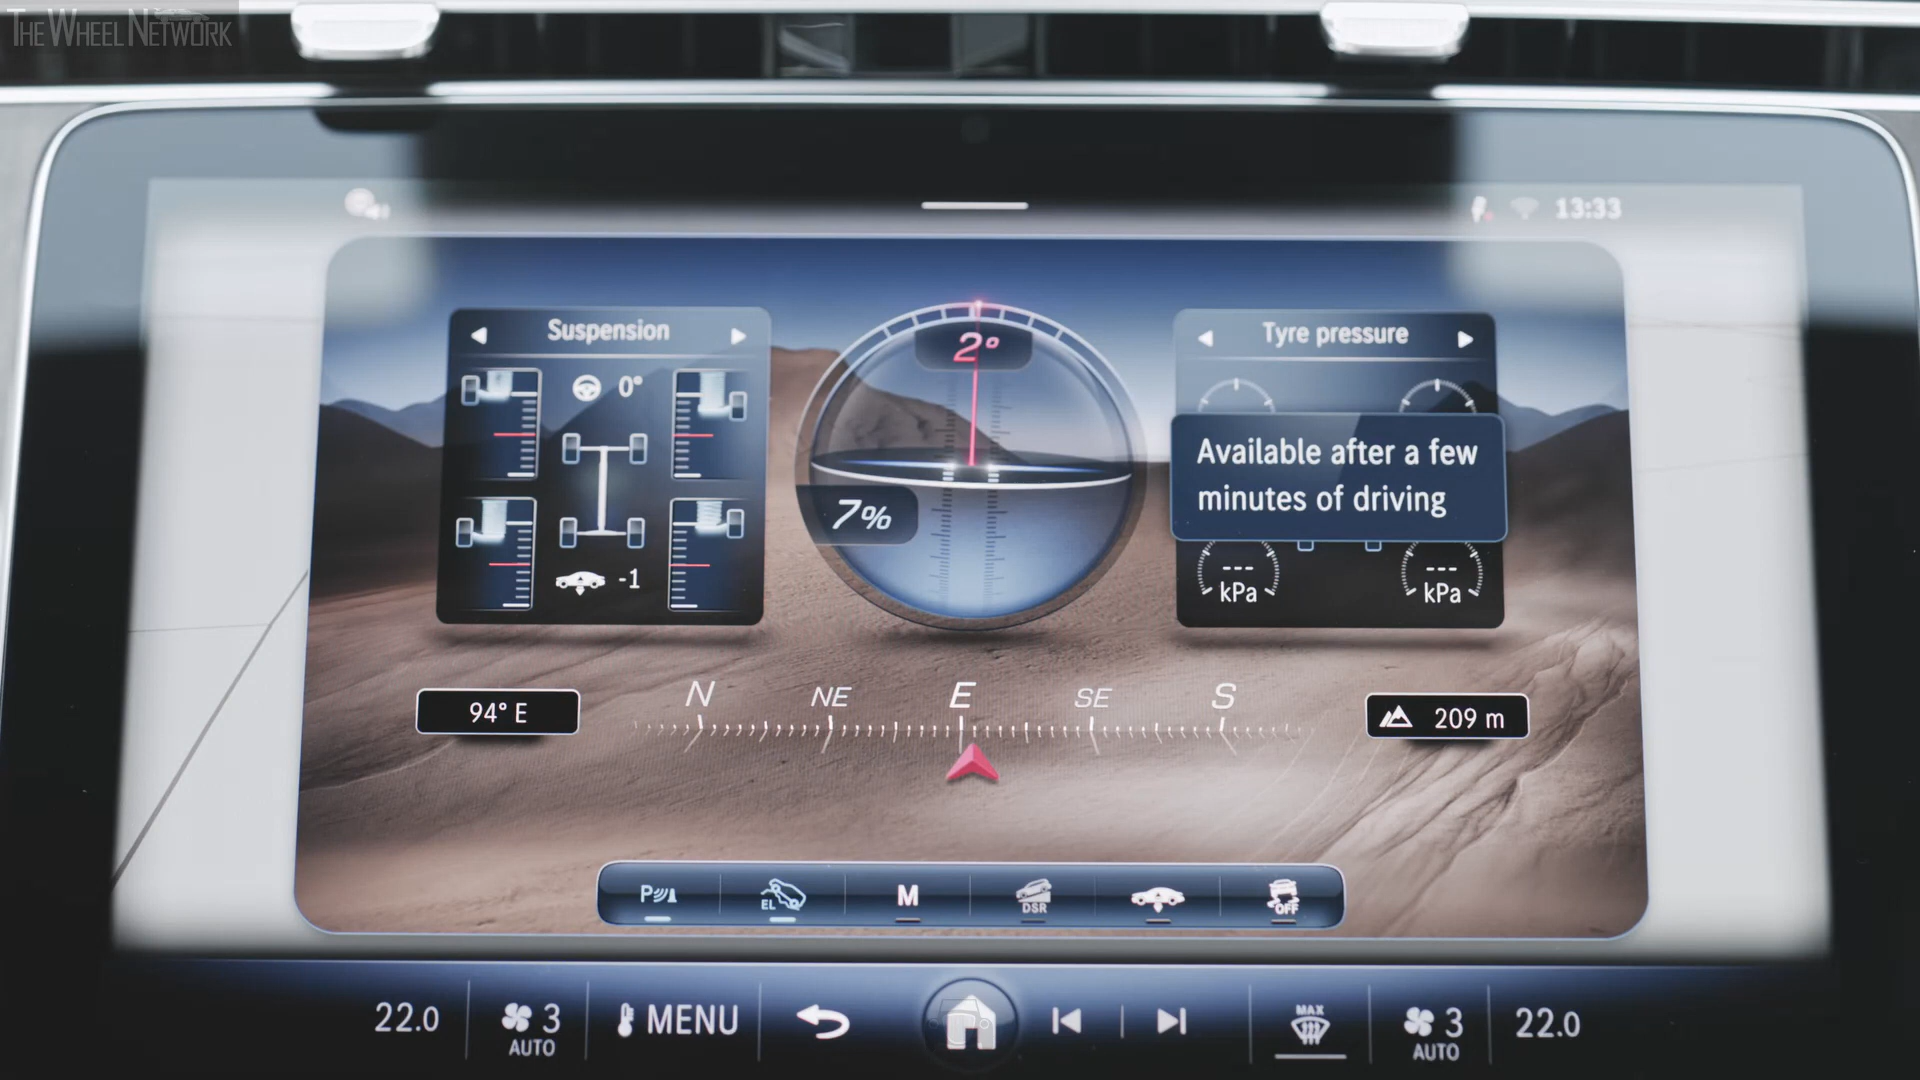 THE WHEEL NETWORK
13:33
Suspension
0°
-1
2°
7%
Tyre pressure
Available after a few
minutes of driving
---
kPa
---
kPa
94° E
N NE E SE S
209 m
P
EL
M
DSR
OFF
22.0
3
AUTO
MENU
MAX
3
AUTO
22.0